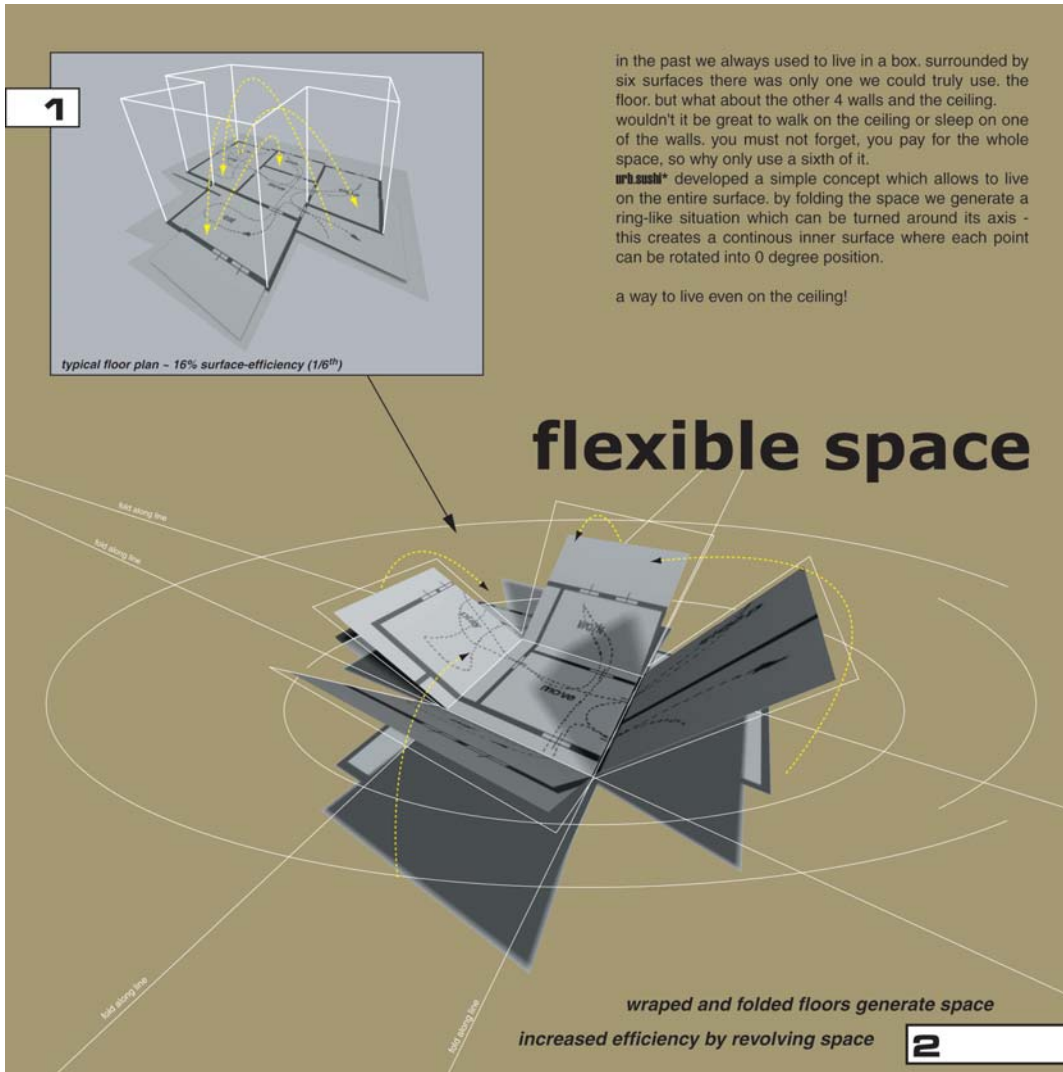 1
typical floor plan ~ 16% surface-efficiency (1/6th)
in the past we always used to live in a box. surrounded by
six surfaces there was only one we could truly use. the
floor. but what about the other 4 walls and the ceiling.
wouldn't it be great to walk on the ceiling or sleep on one
of the walls. you must not forget, you pay for the whole
space, so why only use a sixth of it.
urb.sushi* developed a simple concept which allows to live
on the entire surface. by folding the space we generate a
ring-like situation which can be turned around its axis -
this creates a continous inner surface where each point
can be rotated into 0 degree position.
a way to live even on the ceiling!
flexible space
fold along line
fold along line
move
fold along line
fold along line
wraped and folded floors generate space
increased efficiency by revolving space
2